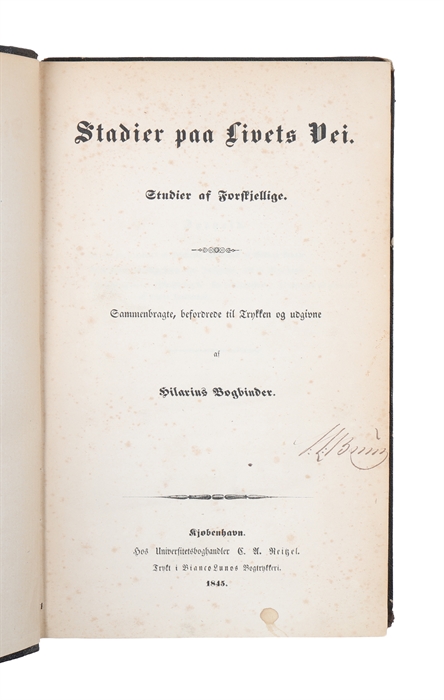 Stadier paa Livets Vei.
Studier af Forskjellige.
Sammenbragte, befordrede til Trykken og udgivne
af
Hilarius Bogbinder.
Kjøbenhavn.
Hos Universitetsboghandler C. A. Reitzel.
Trykt i Bianco Lunos Bogtrykkeri.
1845.